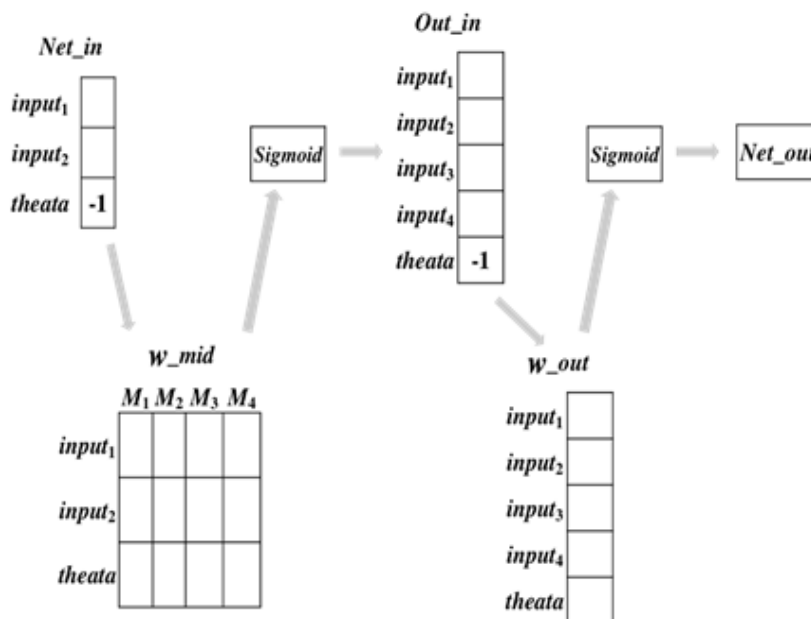 Net_in
input₁
input₂
theata -1
Sigmoid
Out_in
input₁
input₂
input₃
input₄
theata -1
Sigmoid
Net_out
w_mid
M₁ M₂ M₃ M₄
input₁
input₂
theata
w_out
input₁
input₂
input₃
input₄
theata